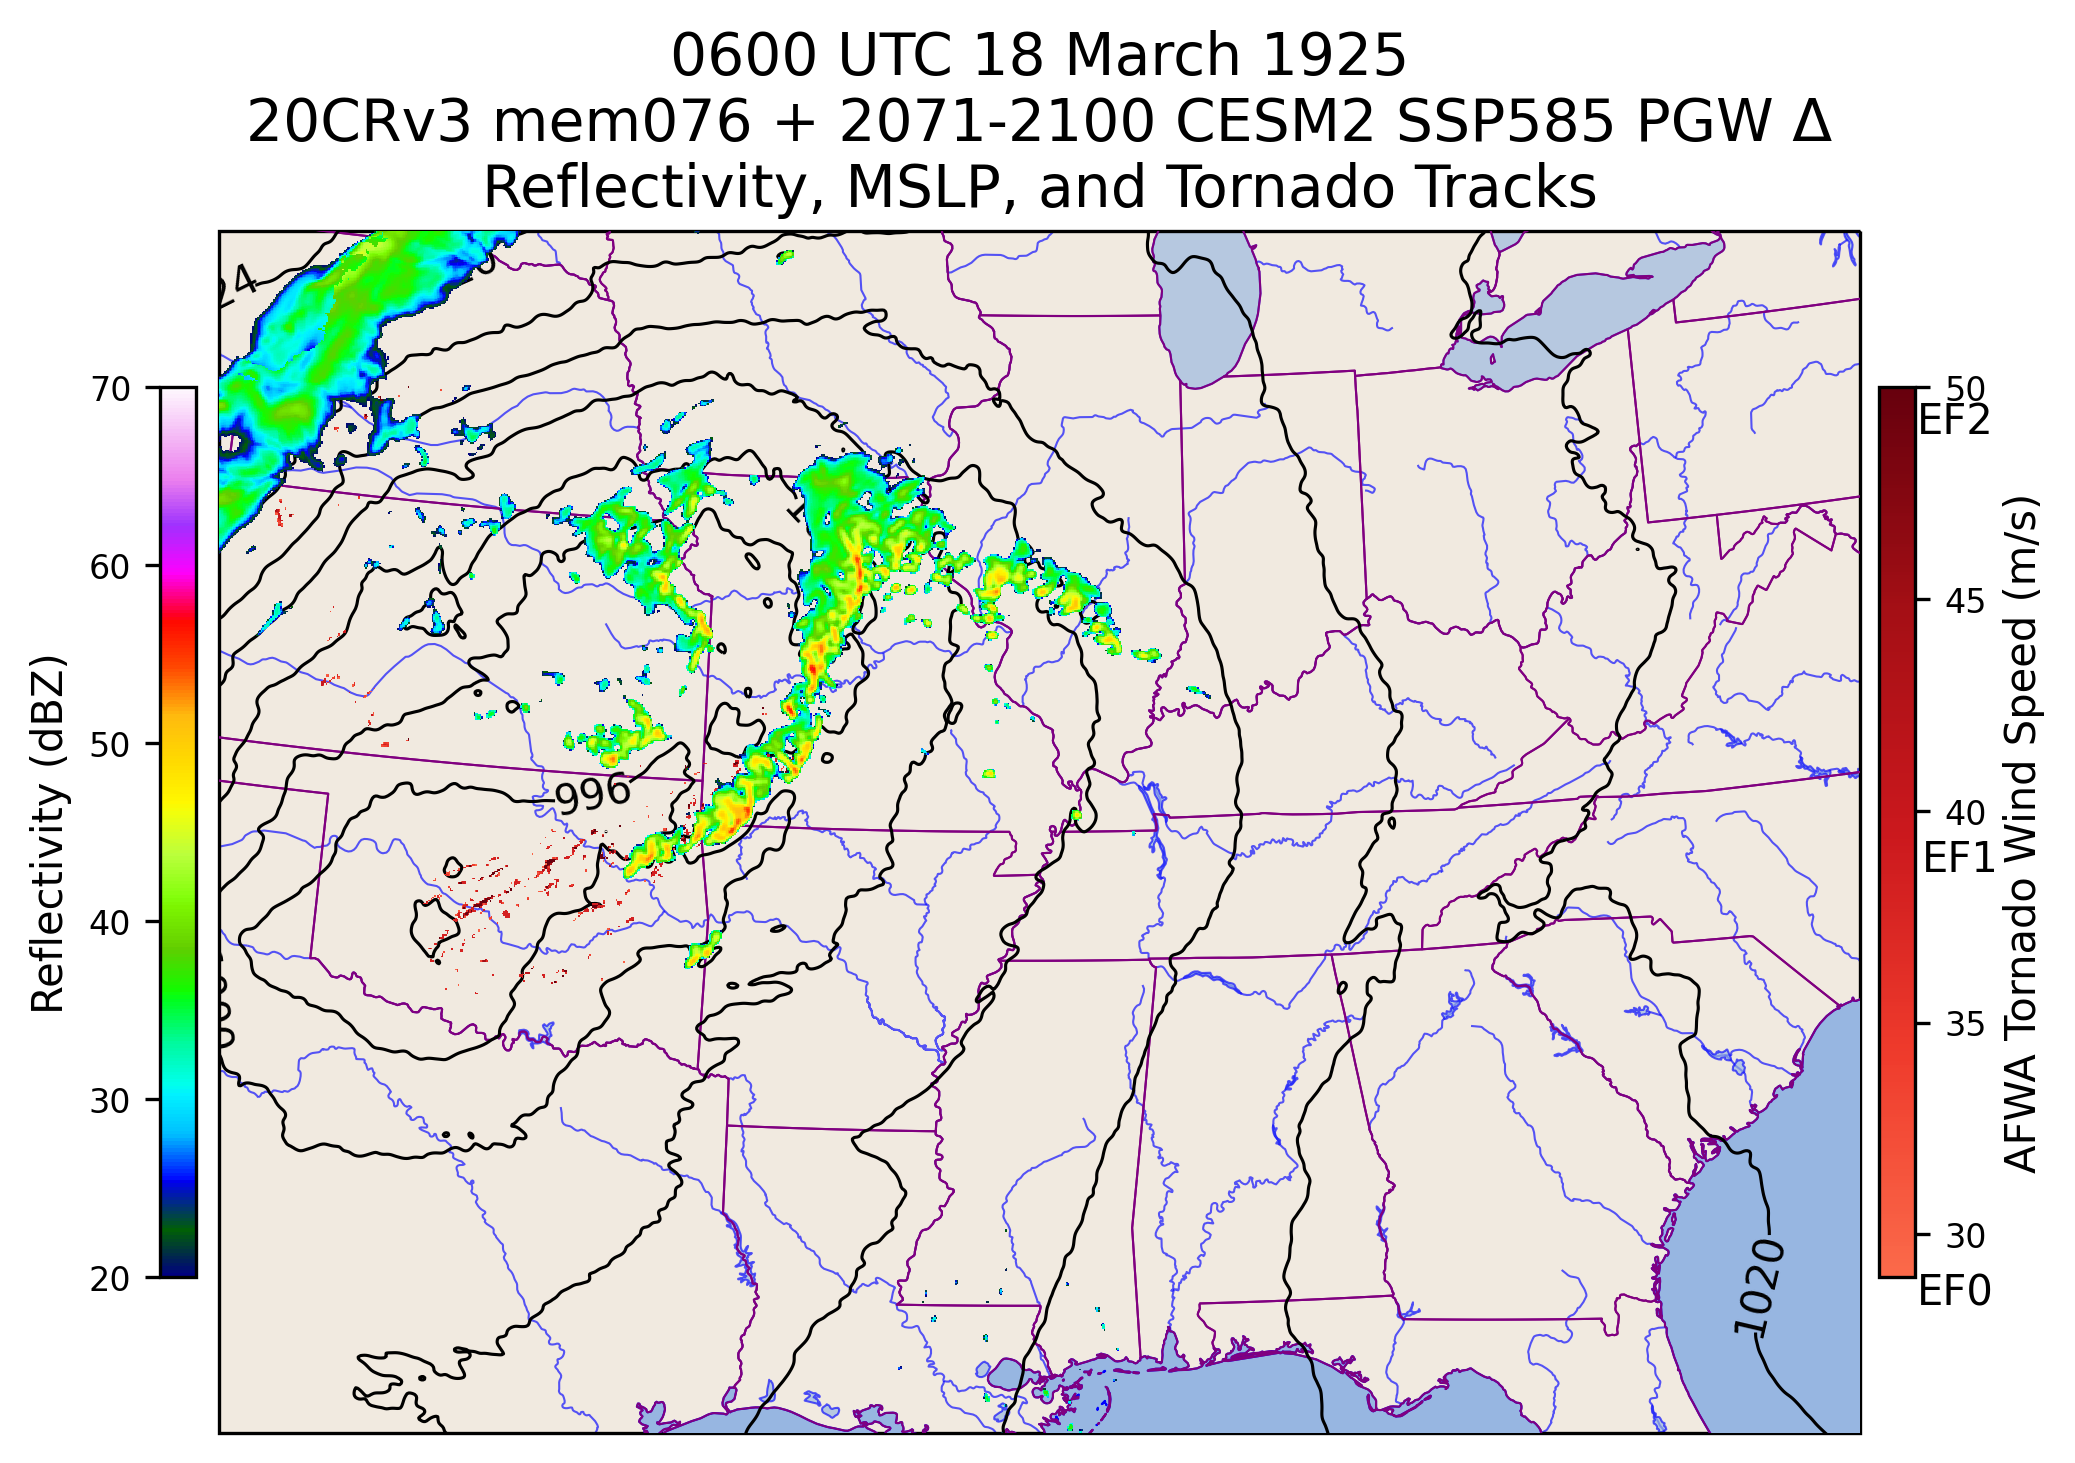 0600 UTC 18 March 1925
20CRv3 mem076 + 2071-2100 CESM2 SSP585 PGW Δ
Reflectivity, MSLP, and Tornado Tracks
24
996
1020
70
60
50
40
30
20
Reflectivity (dBZ)
50
EF2
45
40
EF1
35
30
EF0
AFWA Tornado Wind Speed (m/s)